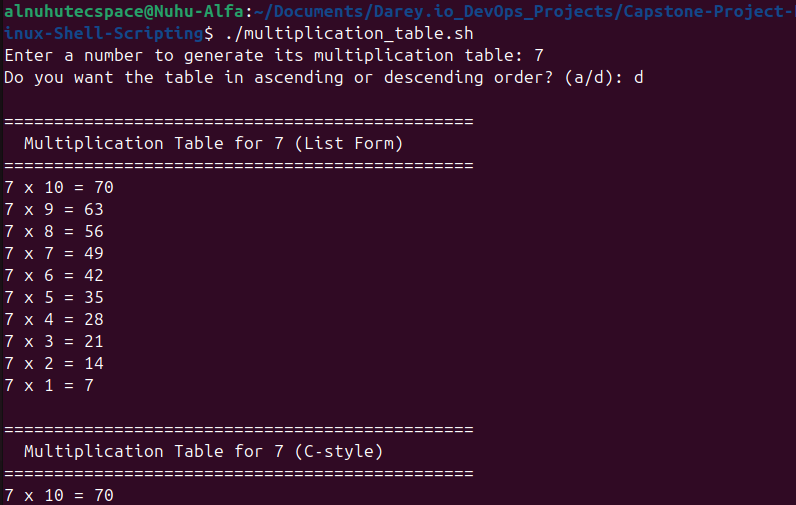 alnuhutecspace@Nuhu-Alfa:~/Documents/Darey.io_DevOps_Projects/Capstone-Project-
inux-Shell-Scripting$ ./multiplication_table.sh
Enter a number to generate its multiplication table: 7
Do you want the table in ascending or descending order? (a/d): d
===============================================
Multiplication Table for 7 (List Form)
===============================================
7 x 10 = 70
7 x 9 = 63
7 x 8 = 56
7 x 7 = 49
7 x 6 = 42
7 x 5 = 35
7 x 4 = 28
7 x 3 = 21
7 x 2 = 14
7 x 1 = 7
===============================================
Multiplication Table for 7 (C-style)
===============================================
7 x 10 = 70